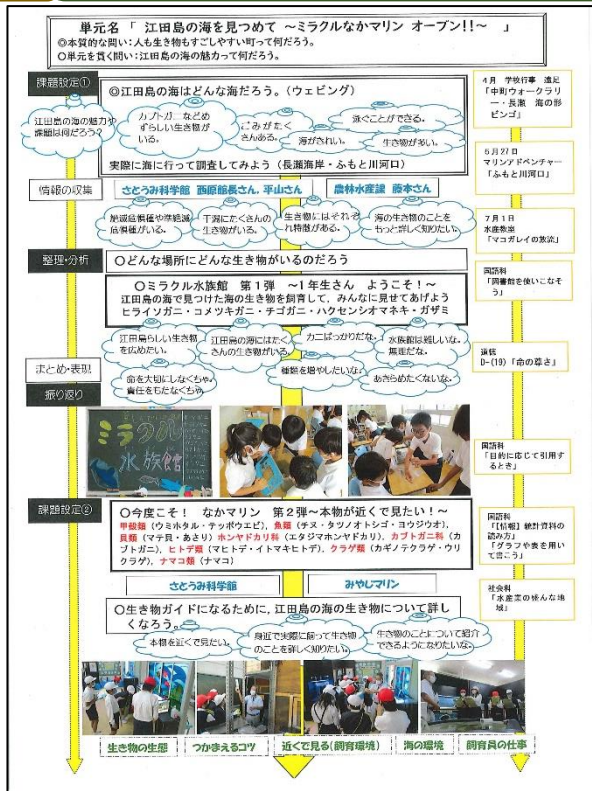 単元名「 江田島の海を見つめて ～ミラクルなかマリン オープン!!～ 」
◎本質的な問い：人も生き物もすごしやすい町って何だろう。
〇単元を貫く問い：江田島の海の魅力って何だろう。
課題設定①
江田島の海の魅力や
課題は何だろう？
◎江田島の海はどんな海だろう。（ウェビング）
カブトガニなどめ
ずらしい生き物が
いる。
ごみがたく
さんある。
泳ぐことができる。
海がきれい。
生き物が多い。
実際に海に行って調査してみよう（長瀬海岸・ふもと川河口）
4月 学校行事 遠足
「中町ウォークラリ
ー・長瀬 海の形
ビンゴ」
5月27日
マリンアドベンチャー
「ふもと川河口」
情報の収集
さとうみ科学館 西原館長さん、平山さん
農林水産課 藤本さん
絶滅危惧種や準絶滅
危惧種がいる。
干潟にたくさんの
生き物がいる。
生き物にはそれぞ
れ特徴がある。
海の生き物のことを
もっと詳しく知りたい。
7月1日
水産教室
「マコガレイの放流」
整理・分析
〇どんな場所にどんな生き物がいるのだろう
国語科
「図書館を使いこなそ
う」
〇ミラクル水族館 第1弾 ～1年生さん ようこそ！～
江田島の海で見つけた海の生き物を飼育して，みんなに見せてあげよう
ヒライソガニ・コメツキガニ・チゴガニ・ハクセンシオマネキ・ガザミ
江田島らしい生き物
を広めたい。
江田島の海にはたく
さんの生き物がいる。
カニばっかりだな。
水族館は難しいな。
無理だな。
道徳
D-(19)「命の尊さ」
まとめ・表現
命を大切にしなくちゃ。
責任をもたなくちゃ。
種類を増やしたいな。
あきらめたくないな。
振り返り
ミラクル
水族館
国語科
「目的に応じて引用す
るとき」
課題設定②
〇今度こそ！ なかマリン 第2弾～本物が近くで見たい！～
甲殻類（ウミホタル・テッポウエビ），魚類（チヌ・タツノオトシゴ・ヨウジウオ），
貝類（マテ貝・あさり）ホンヤドカリ科（エタジマホンヤドカリ），カブトガニ科（カ
ブトガニ），ヒトデ類（マヒトデ・イトマキヒトデ），クラゲ類（カギノテクラゲ・ウリ
クラゲ），ナマコ類（ナマコ）
国語科
「【情報】統計資料の
読み方」
「グラフや表を用い
て書こう」
さとうみ科学館
みやじマリン
社会科
「水産業の盛んな地
域」
〇生き物ガイドになるために，江田島の海の生き物について詳し
くなろう。
本物を近くで見たい。
身近で実際に飼って生き物
のことを詳しく知りたい。
生き物のことについて紹介
できるようになりたいな。
生き物の生態
つかまえるコツ
近くで見る(飼育環境)
海の環境
飼育員の仕事